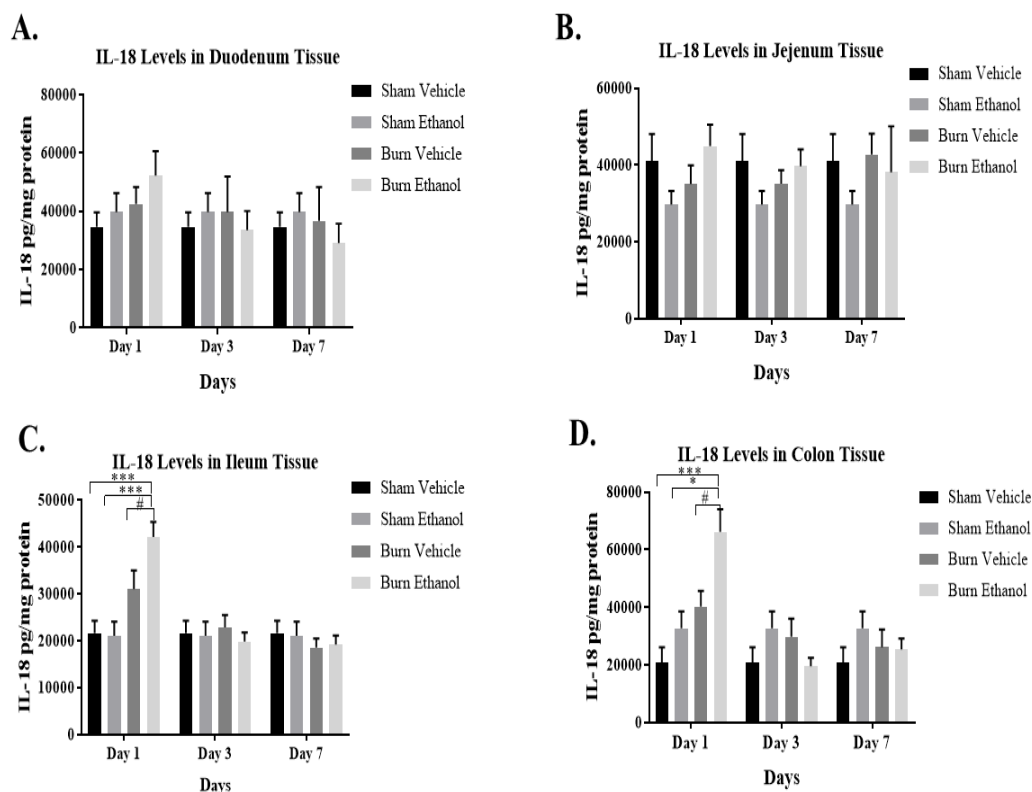 A.
IL-18 Levels in Duodenum Tissue
IL-18 pg/mg protein
80000
60000
40000
20000
0
Day 1 Day 3 Day 7
Days
Sham Vehicle
Sham Ethanol
Burn Vehicle
Burn Ethanol
B.
IL-18 Levels in Jejenum Tissue
IL-18 pg/mg protein
60000
40000
20000
0
Day 1 Day 3 Day 7
Days
Sham Vehicle
Sham Ethanol
Burn Vehicle
Burn Ethanol
C.
IL-18 Levels in Ileum Tissue
***
***
#
IL-18 pg/mg protein
50000
40000
30000
20000
10000
0
Day 1 Day 3 Day 7
Days
Sham Vehicle
Sham Ethanol
Burn Vehicle
Burn Ethanol
D.
IL-18 Levels in Colon Tissue
***
*
#
IL-18 pg/mg protein
80000
60000
40000
20000
0
Day 1 Day 3 Day 7
Days
Sham Vehicle
Sham Ethanol
Burn Vehicle
Burn Ethanol